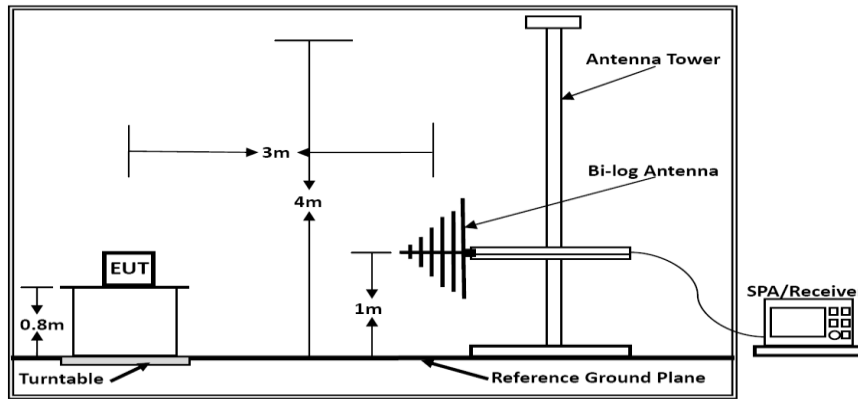 Antenna Tower
3m
Bi-log Antenna
4m
EUT
1m
0.8m
SPA/Receiver
Turntable
Reference Ground Plane